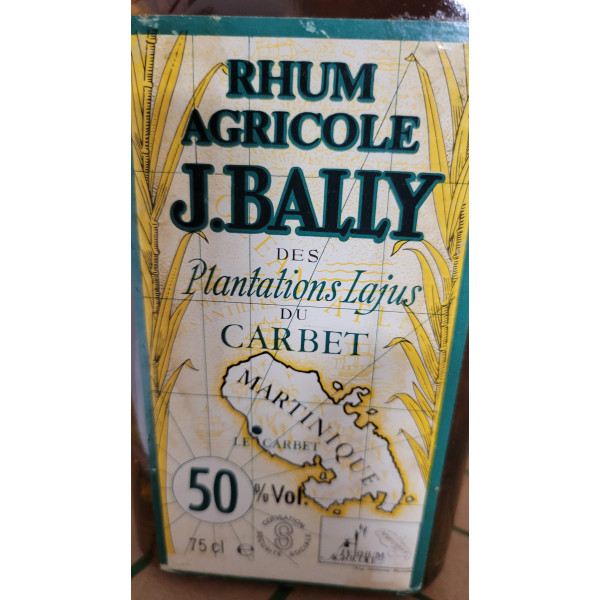 RHUM
AGRICOLE
J.BALLY
DES
Plantations Lajus
DU
CARBET
MARTINIQUE
LE CARBET
50 %Vol.
75 cl e